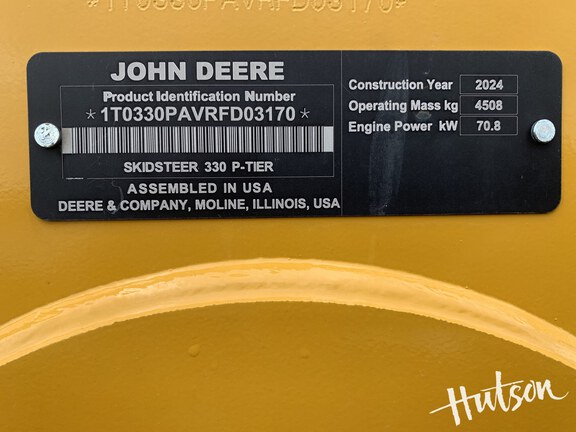 *1T0330PAVRFD03170*
JOHN DEERE
Product Identification Number
*1T0330PAVRFD03170*
SKIDSTEER 330 P-TIER
ASSEMBLED IN USA
DEERE & COMPANY, MOLINE, ILLINOIS, USA
Construction Year 2024
Operating Mass kg 4508
Engine Power kW 70.8
Hutson